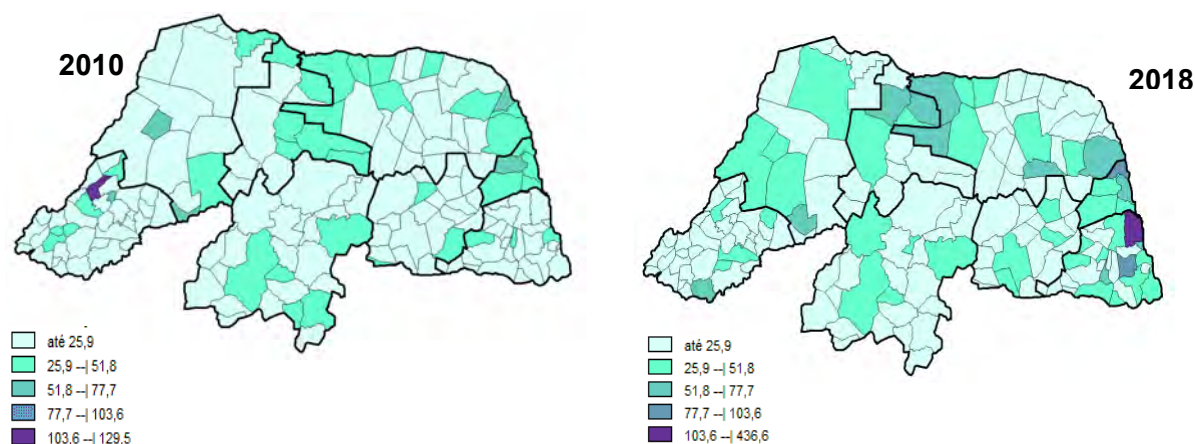 2010
até 25,9
25,9 --| 51,8
51,8 --| 77,7
77,7 --| 103,6
103,6 --| 129,5
2018
até 25,9
25,9 --| 51,8
51,8 --| 77,7
77,7 --| 103,6
103,6 --| 436,6